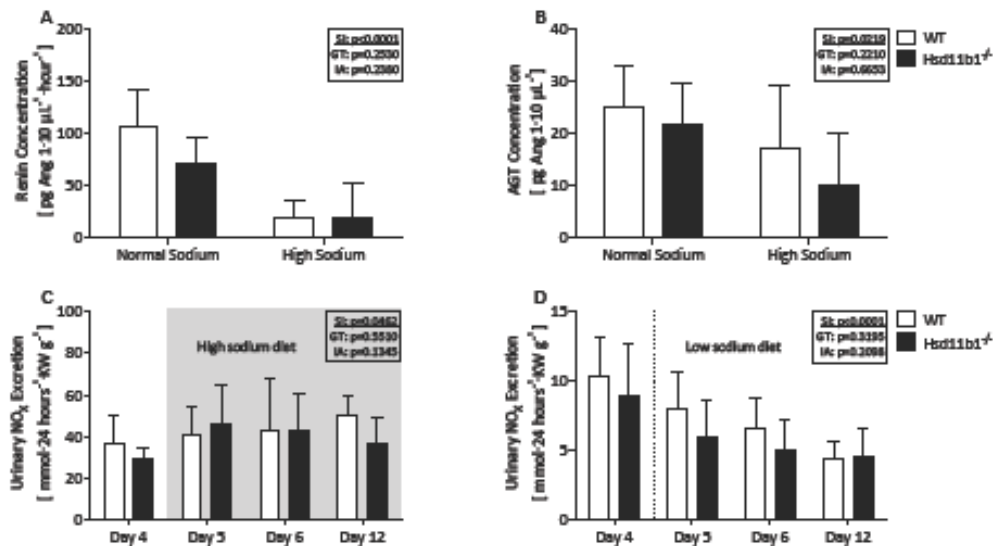 A
Renin Concentration
[ pg Ang 1·10 µL⁻¹·hour⁻¹]
200
150
100
50
0
SI: p<0.0001
GT: p=0.2530
IA: p=0.2380
Normal Sodium
High Sodium
B
AGT Concentration
[ pg Ang 1·10 µL⁻¹]
40
30
20
10
0
SI: p=0.0219
GT: p=0.2210
WT
Hsd11b1⁻/⁻
Normal Sodium
High Sodium
C
Urinary NOₓ Excretion
[ mmol·24 hours⁻¹·KW g⁻¹]
100
80
60
40
20
0
High sodium diet
SI: p=0.0462
GT: p=0.5530
IA: p=0.1345
Day 4
Day 5
Day 6
Day 12
D
Urinary NOₓ Excretion
[ mmol·24 hours⁻¹·KW g⁻¹]
15
10
5
0
Low sodium diet
SI: p<0.0001
GT: p=0.3195
IA: p=0.2098
WT
Hsd11b1⁻/⁻
Day 4
Day 5
Day 6
Day 12